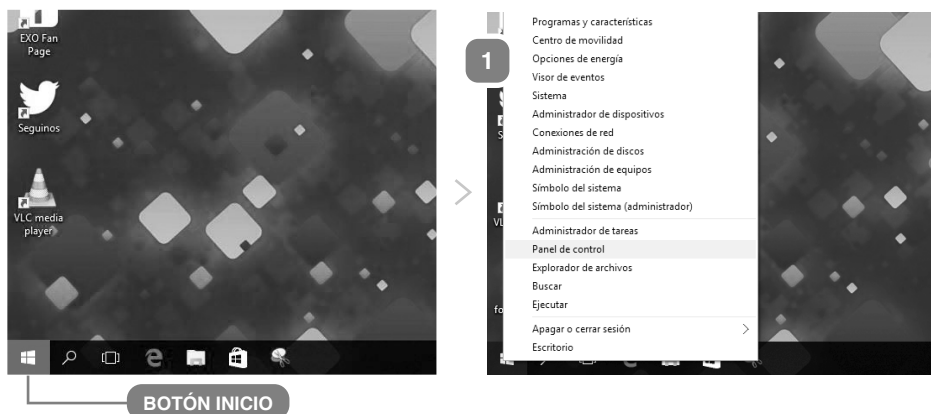 EXO Fan
Page
Seguinos
VLC media
player
BOTÓN INICIO
1
Programas y características
Centro de movilidad
Opciones de energía
Visor de eventos
Sistema
Administrador de dispositivos
Conexiones de red
Administración de discos
Administración de equipos
Símbolo del sistema
Símbolo del sistema (administrador)
Administrador de tareas
Panel de control
Explorador de archivos
Buscar
Ejecutar
Apagar o cerrar sesión
Escritorio